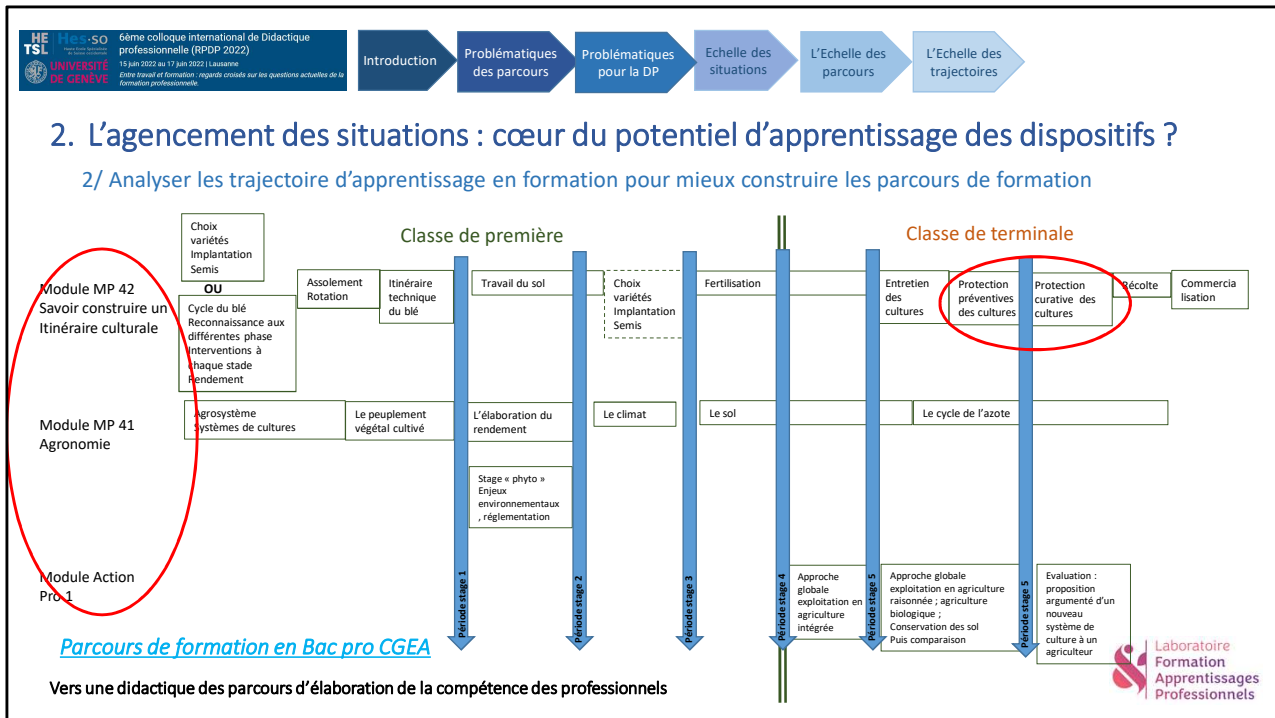 HE
TSL
Hes·so
UNIVERSITÉ
DE GENÈVE
6ème colloque international de Didactique
professionnelle (RPDP 2022)
15 juin 2022 au 17 juin 2022 | Lausanne
Entre travail et formation : regards croisés sur les questions actuelles de la
formation professionnelle.
Introduction
Problématiques
des parcours
Problématiques
pour la DP
Echelle des
situations
L'Echelle des
parcours
L'Echelle des
trajectoires
2. L'agencement des situations : cœur du potentiel d'apprentissage des dispositifs ?
2/ Analyser les trajectoire d'apprentissage en formation pour mieux construire les parcours de formation
Classe de première
Classe de terminale
Module MP 42
Savoir construire un
Itinéraire culturale
Choix
variétés
Implantation
Semis
OU
Cycle du blé
Reconnaissance aux
différentes phase
Interventions à
chaque stade
Rendement
Assolement
Rotation
Itinéraire
technique
du blé
Travail du sol
Choix
variétés
Implantation
Semis
Fertilisation
Entretien
des
cultures
Protection
préventives
des cultures
Protection
curative des
cultures
Récolte
Commercia
lisation
Module MP 41
Agronomie
Agrosystème
Systèmes de cultures
Le peuplement
végétal cultivé
L'élaboration du
rendement
Le climat
Le sol
Le cycle de l'azote
Stage « phyto »
Enjeux
environnementaux
, réglementation
Module Action
Pro 1
Période stage 1
Période stage 2
Période stage 3
Période stage 4
Période stage 5
Période stage 5
Approche
globale
exploitation en
agriculture
intégrée
Approche globale
exploitation en agriculture
raisonnée ; agriculture
biologique ;
Conservation des sol
Puis comparaison
Evaluation :
proposition
argumenté d'un
nouveau
système de
culture à un
agriculteur
Parcours de formation en Bac pro CGEA
Vers une didactique des parcours d'élaboration de la compétence des professionnels
Laboratoire
Formation
Apprentissages
Professionnels